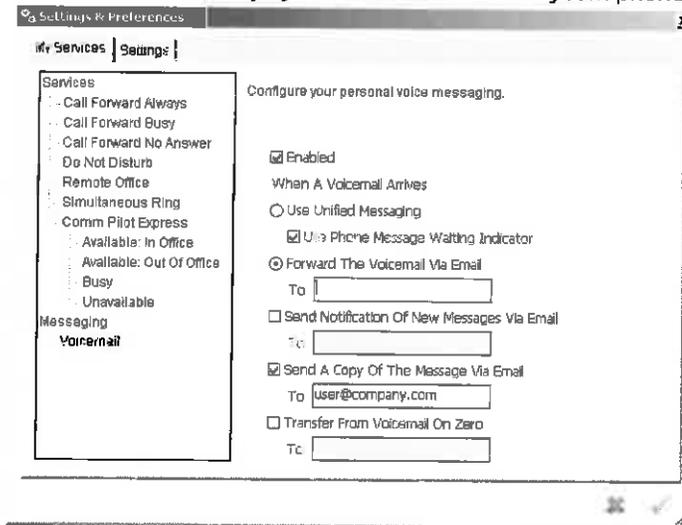 Settings & Preferences
My Services
Settings
Services
Call Forward Always
Call Forward Busy
Call Forward No Answer
Do Not Disturb
Remote Office
Simultaneous Ring
Comm Pilot Express
Available: In Office
Available: Out Of Office
Busy
Unavailable
Messaging
Voicemail
Configure your personal voice messaging.
Enabled
When A Voicemail Arrives
Use Unified Messaging
Use Phone Message Waiting Indicator
Forward The Voicemail Via Email
To
Send Notification Of New Messages Via Email
To
Send A Copy Of The Message Via Email
To user@company.com
Transfer From Voicemail On Zero
To